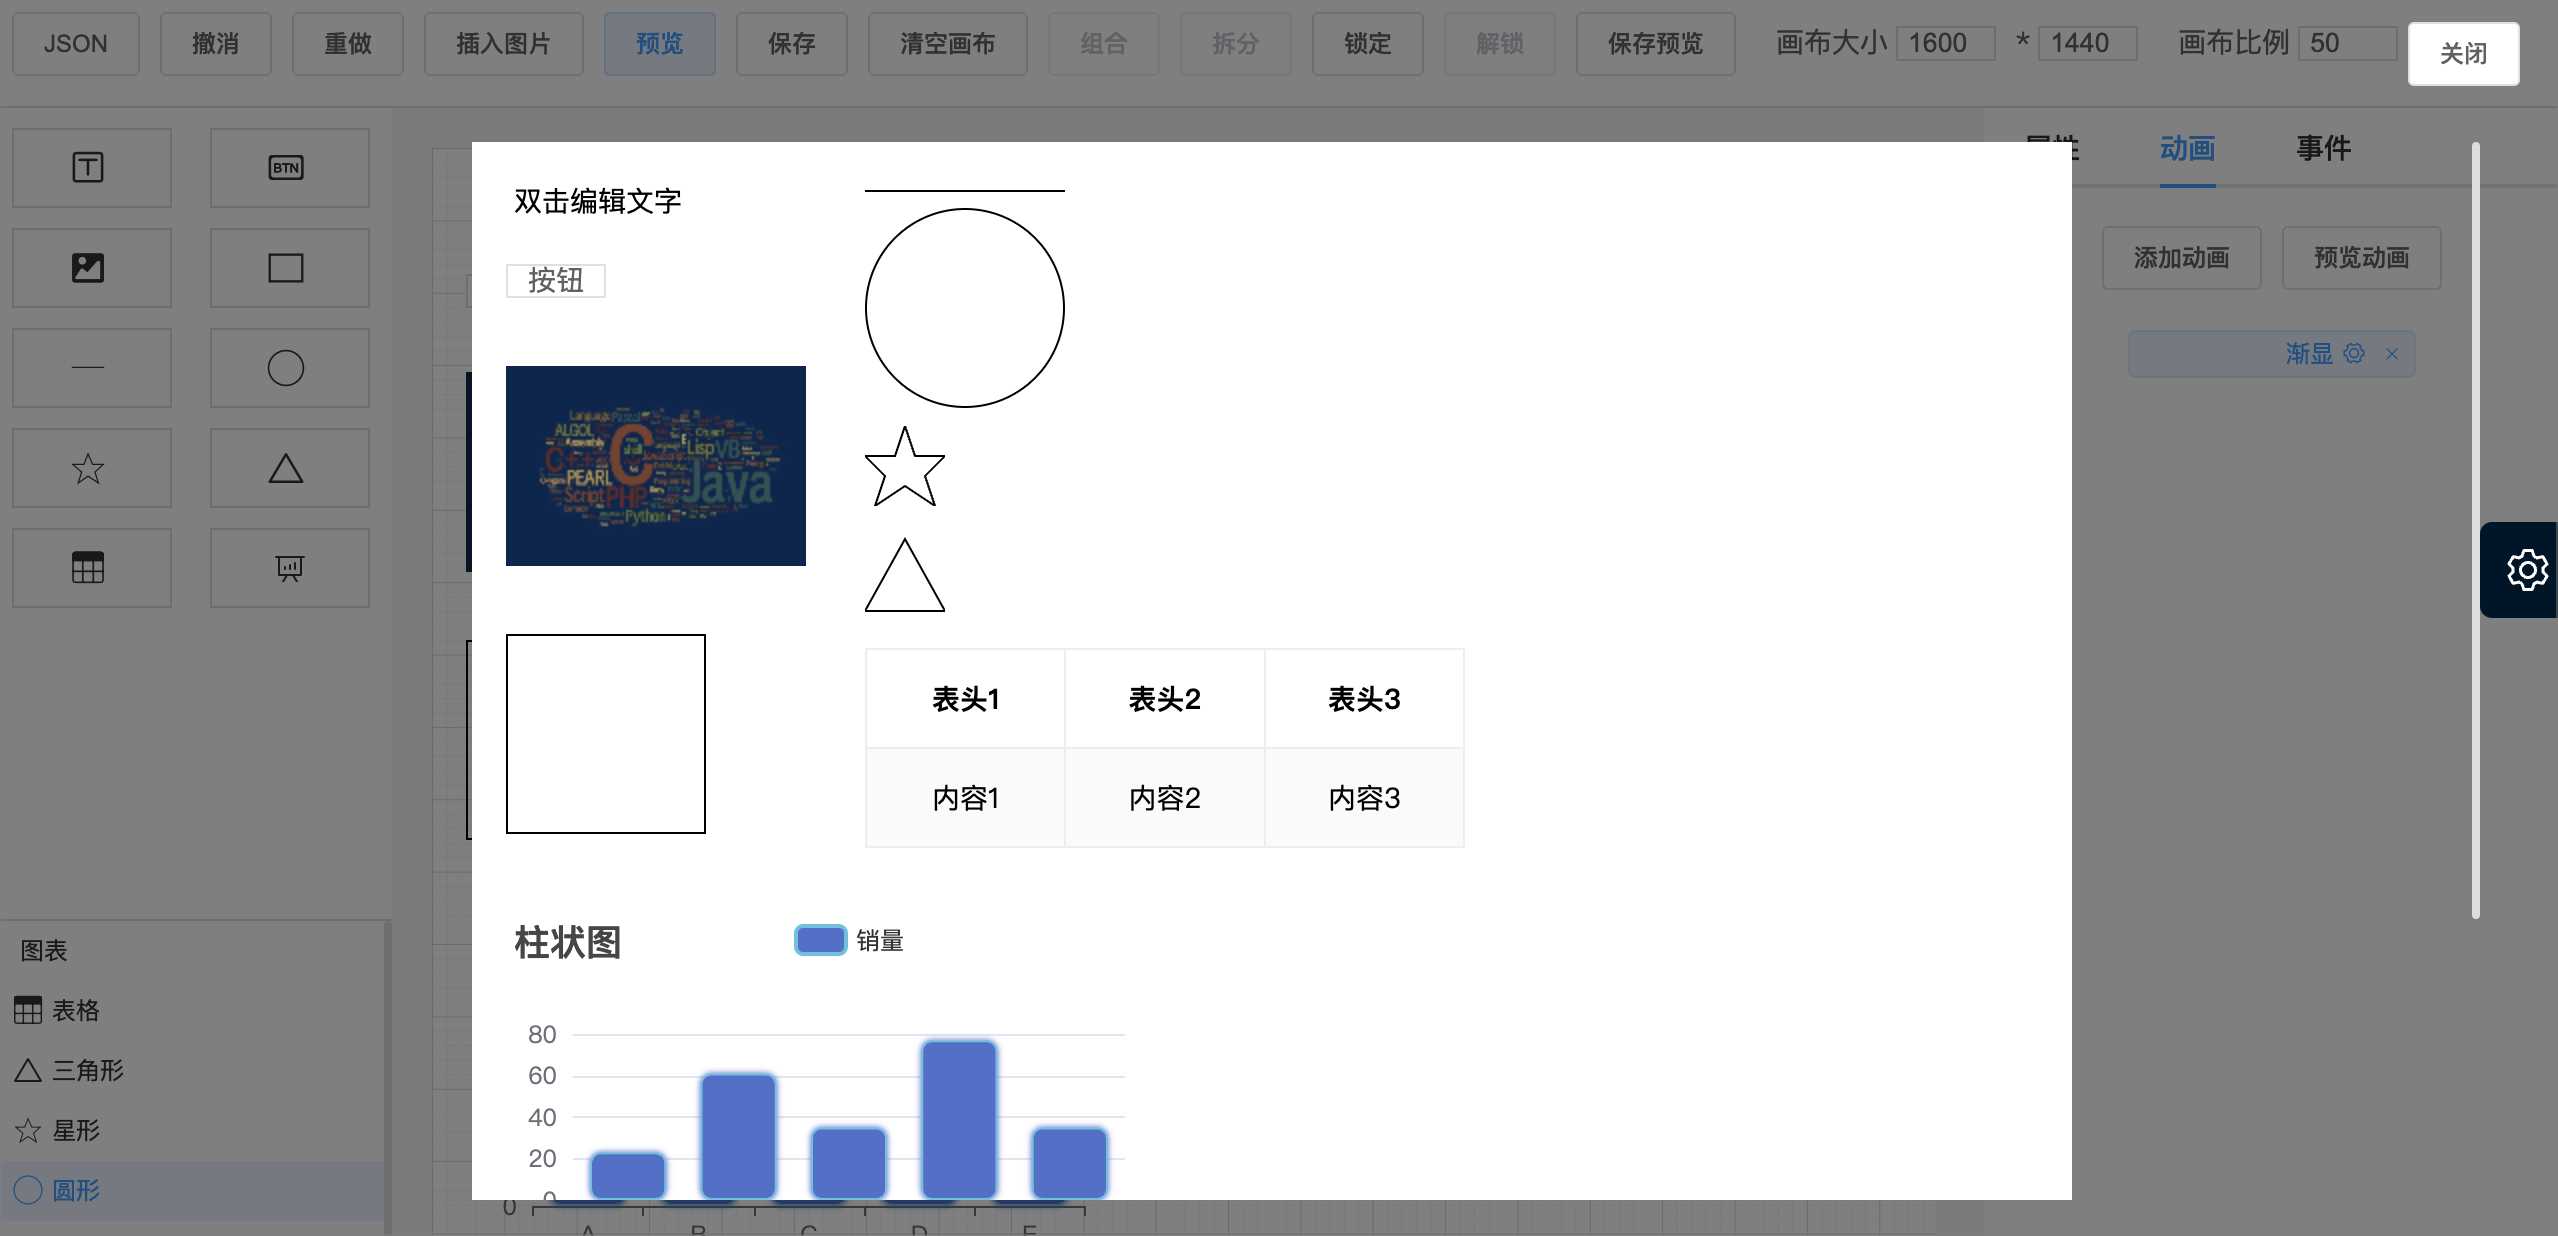 JSON 撤消 重做 插入图片 预览 保存 清空画布 组合 拆分 锁定 解锁 保存预览 画布大小 1600 * 1440 画布比例 50 关闭
BTN
属性 动画 事件
添加动画 预览动画
渐显
双击编辑文字
按钮
ALGOL
Lisp VB
C++
C
PEARL
Java
Script PHP
Python
表头1 表头2 表头3
内容1 内容2 内容3
图表
表格
三角形
星形
圆形
柱状图 销量
80
60
40
20
0
0
A B C D E